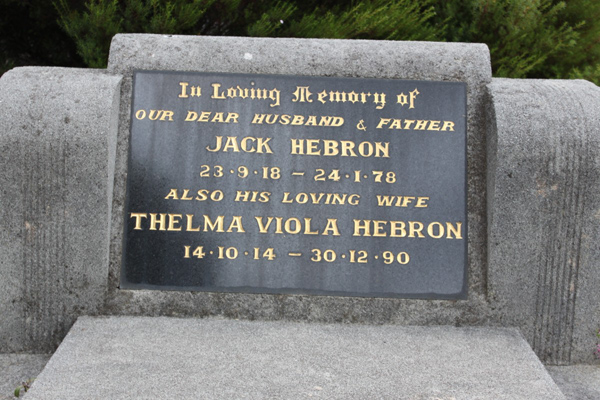 In Loving Memory of
OUR DEAR HUSBAND & FATHER
JACK HEBRON
23·9·18 – 24·1·78
ALSO HIS LOVING WIFE
THELMA VIOLA HEBRON
14·10·14 – 30·12·90